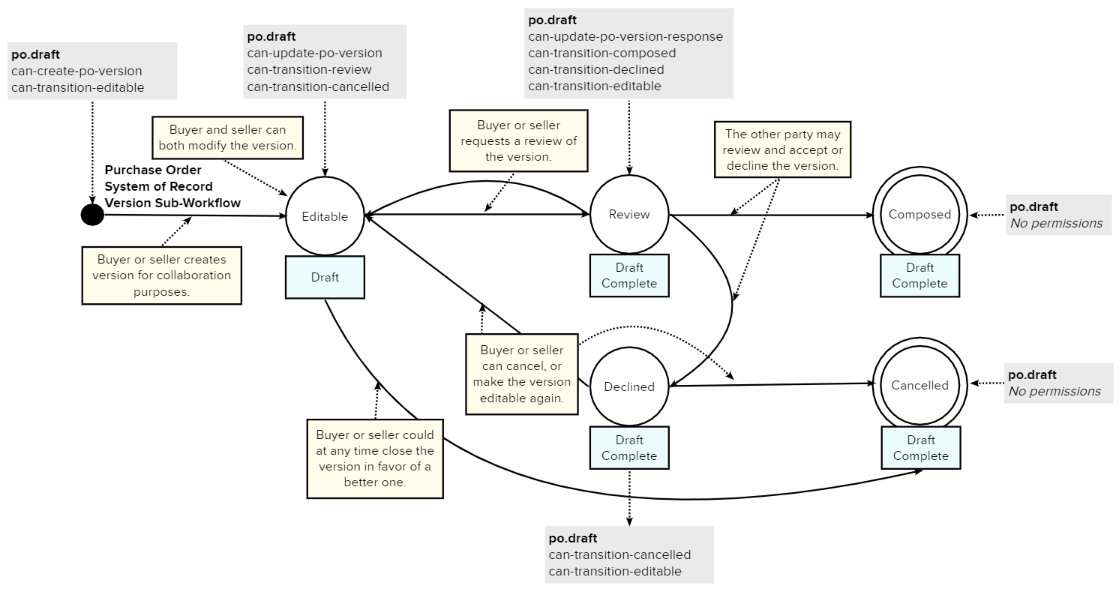 po.draft
can-create-po-version
can-transition-editable
po.draft
can-update-po-version
can-transition-review
can-transition-cancelled
po.draft
can-update-po-version-response
can-transition-composed
can-transition-declined
can-transition-editable
Buyer and seller can
both modify the version.
Buyer or seller
requests a review of
the version.
The other party may
review and accept or
decline the version.
Purchase Order
System of Record
Version Sub-Workflow
Editable
Draft
Review
Draft
Complete
Composed
Draft
Complete
po.draft
No permissions
Buyer or seller creates
version for collaboration
purposes.
Buyer or seller
can cancel, or
make the version
editable again.
Declined
Draft
Complete
Cancelled
Draft
Complete
po.draft
No permissions
Buyer or seller could
at any time close the
version in favor of a
better one.
po.draft
can-transition-cancelled
can-transition-editable